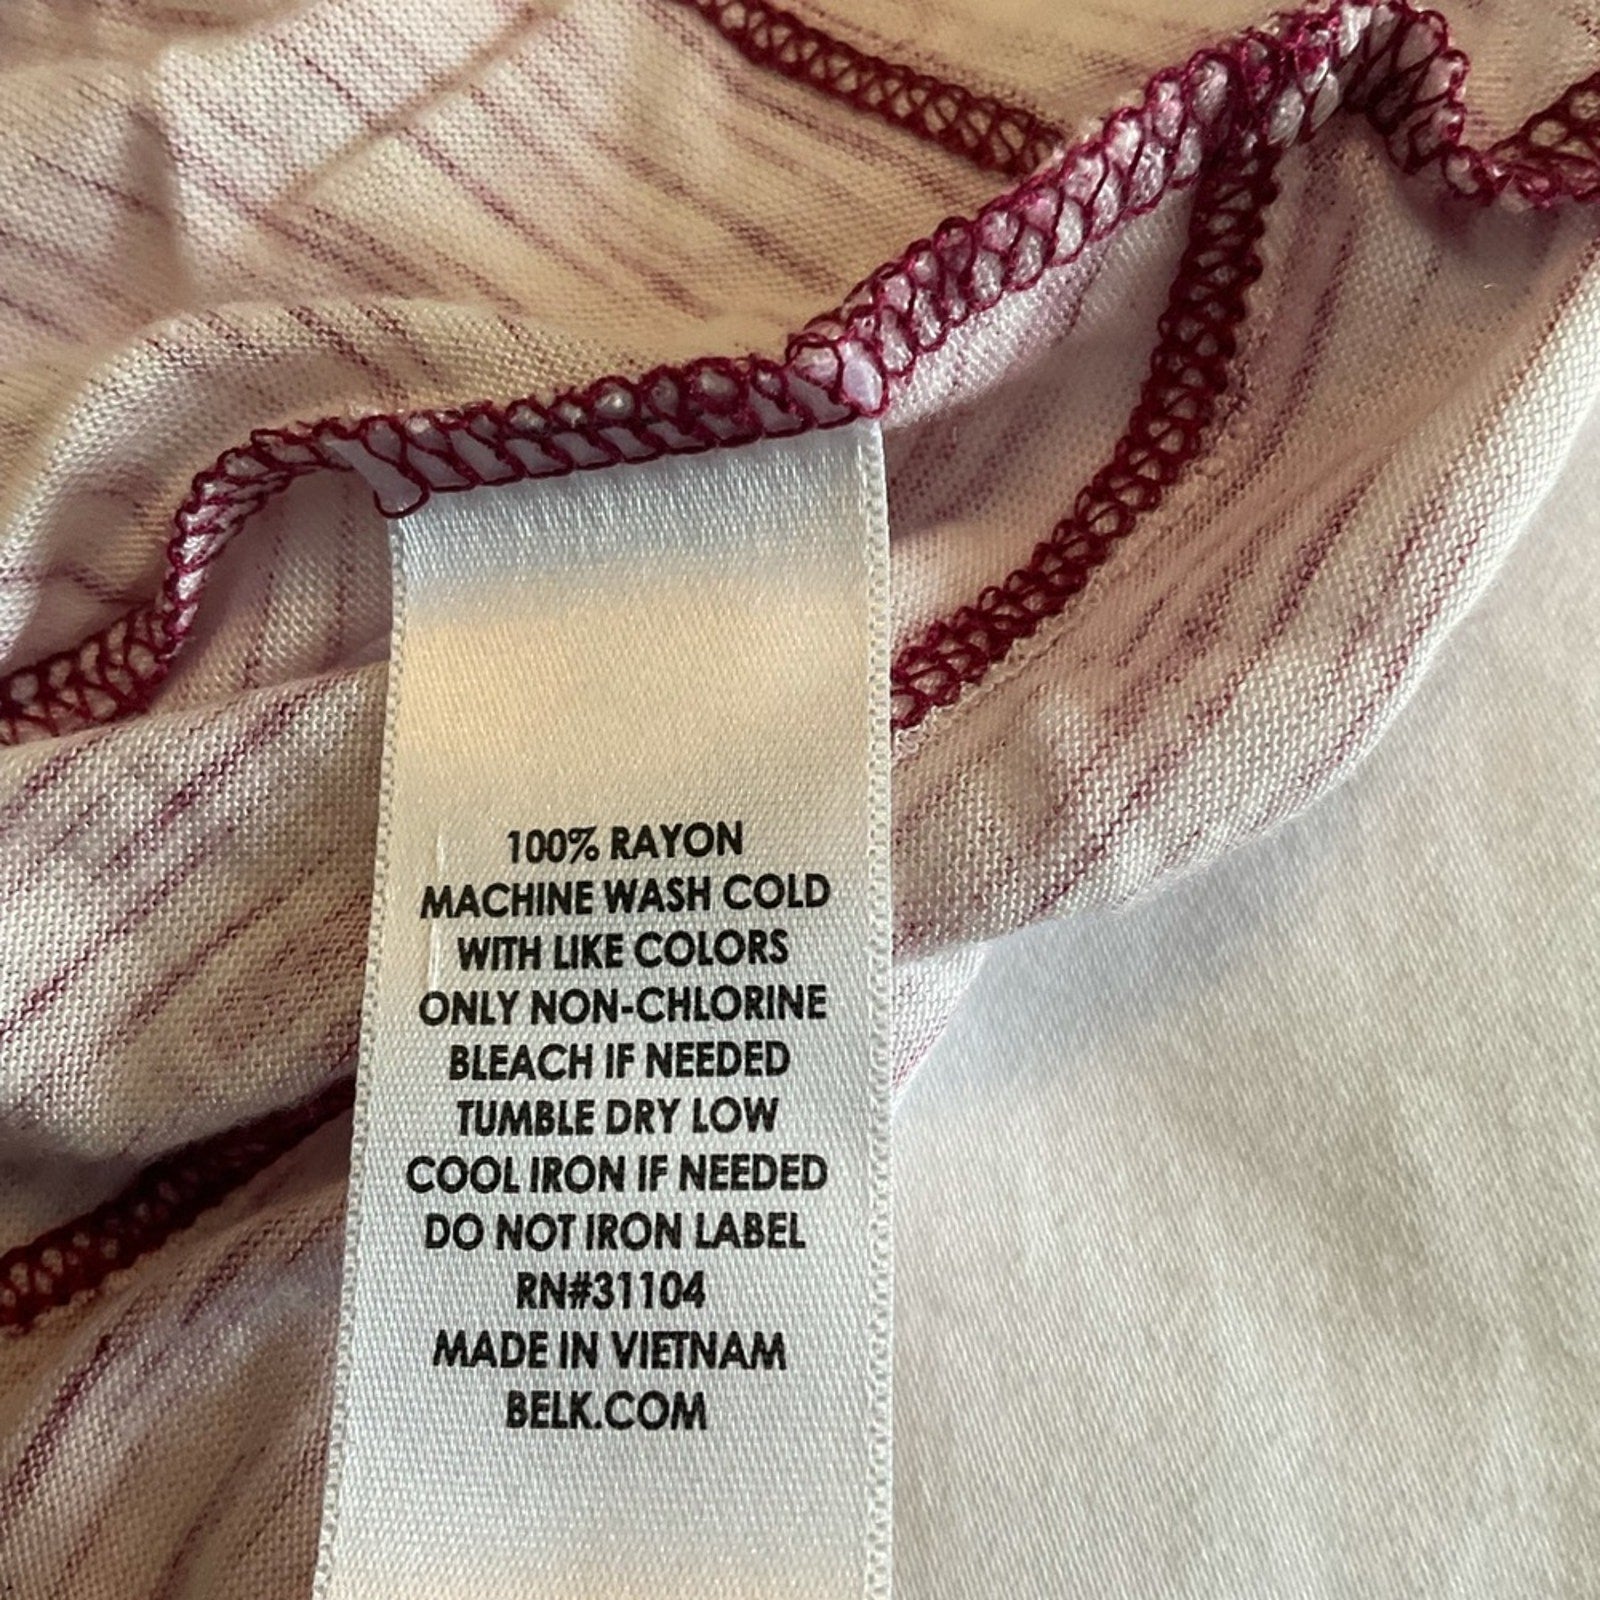 100% RAYON
MACHINE WASH COLD
WITH LIKE COLORS
ONLY NON-CHLORINE
BLEACH IF NEEDED
TUMBLE DRY LOW
COOL IRON IF NEEDED
DO NOT IRON LABEL
RN#31104
MADE IN VIETNAM
BELK.COM